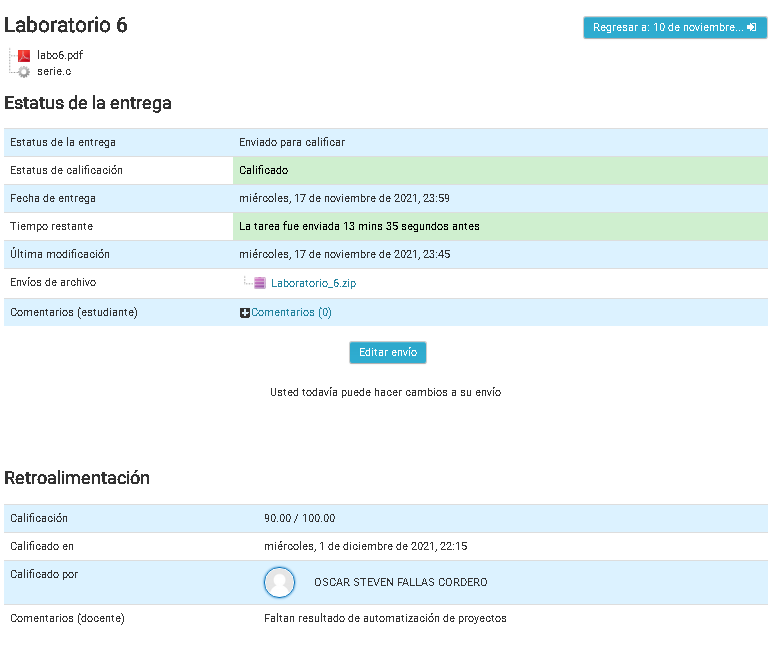 Laboratorio 6
Regresar a: 10 de noviembre...
labo6.pdf
serie.c
Estatus de la entrega
Estatus de la entrega Enviado para calificar
Estatus de calificación Calificado
Fecha de entrega miércoles, 17 de noviembre de 2021, 23:59
Tiempo restante La tarea fue enviada 13 mins 35 segundos antes
Última modificación miércoles, 17 de noviembre de 2021, 23:45
Envíos de archivo Laboratorio_6.zip
Comentarios (estudiante) Comentarios (0)
Editar envío
Usted todavía puede hacer cambios a su envío
Retroalimentación
Calificación 90.00 / 100.00
Calificado en miércoles, 1 de diciembre de 2021, 22:15
Calificado por OSCAR STEVEN FALLAS CORDERO
Comentarios (docente) Faltan resultado de automatización de proyectos